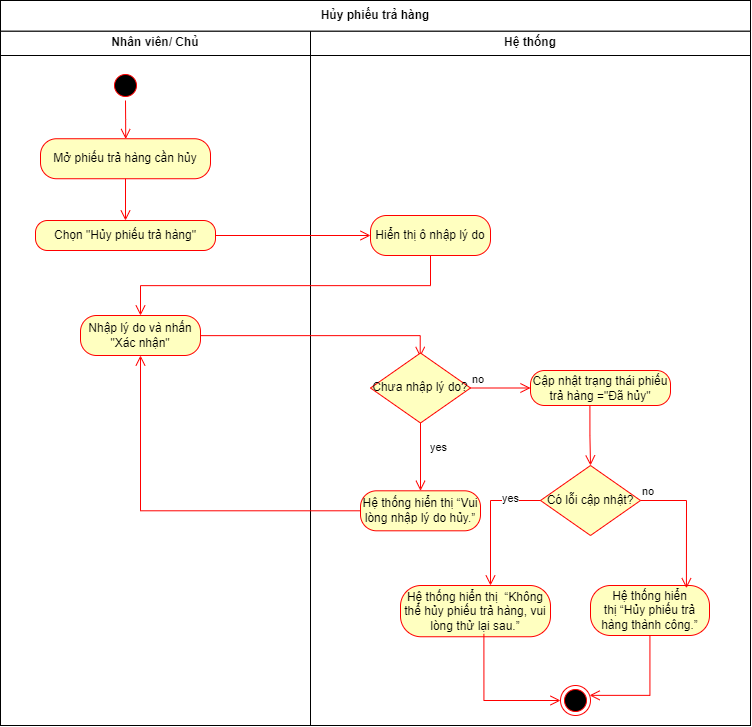 Hủy phiếu trả hàng
Nhân viên/ Chủ
Hệ thống
Mở phiếu trả hàng cần hủy
Chọn "Hủy phiếu trả hàng"
Hiển thị ô nhập lý do
Nhập lý do và nhấn
"Xác nhận"
Chưa nhập lý do?
no
Cập nhật trạng thái phiếu
trả hàng ="Đã hủy"
yes
Hệ thống hiển thị “Vui
lòng nhập lý do hủy.”
Có lỗi cập nhật?
yes
no
Hệ thống hiển thị “Không
thể hủy phiếu trả hàng, vui
lòng thử lại sau.”
Hệ thống hiển
thị “Hủy phiếu trả
hàng thành công.”